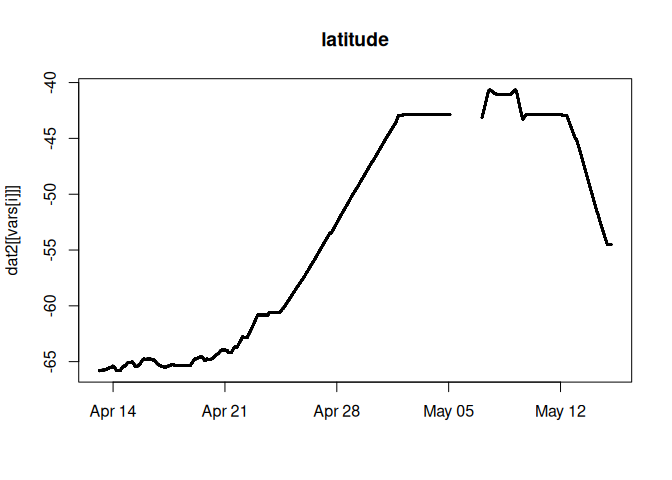 latitude
dat2[[vars[i]]]
-40
-45
-50
-55
-60
-65
Apr 14
Apr 21
Apr 28
May 05
May 12